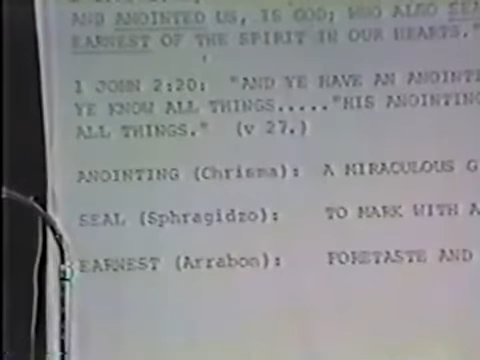 AND ANOINTED US, IS GOD; WHO ALSO SEA
EARNEST OF THE SPIRIT IN OUR HEARTS."
1 JOHN 2:20: "AND YE HAVE AN ANOINTI
YE KNOW ALL THINGS....."HIS ANOINTING
ALL THINGS." (v 27.)
ANOINTING (Chrisma): A MIRACULOUS G
SEAL (Sphragidzo): TO MARK WITH A
EARNEST (Arrabon): FORETASTE AND